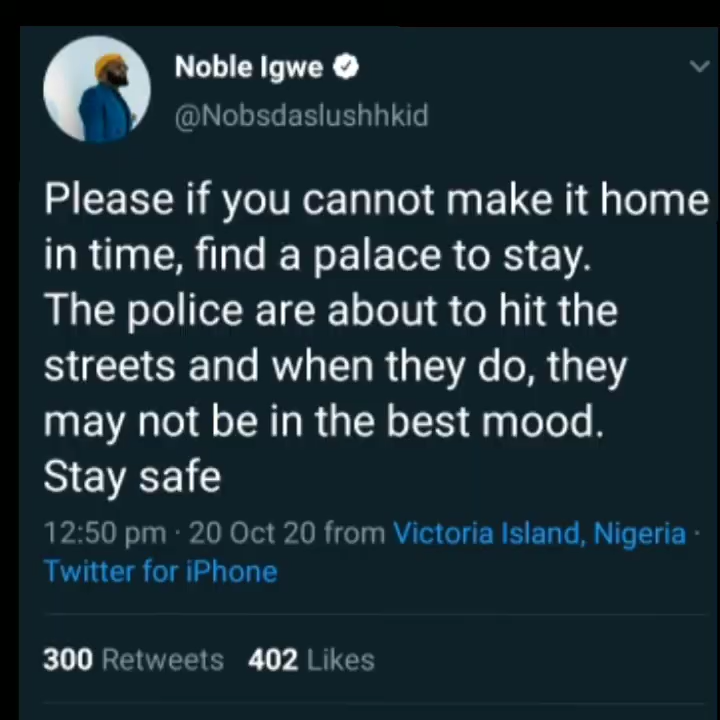 Noble Igwe
@Nobsdaslushhkid
Please if you cannot make it home
in time, find a palace to stay.
The police are about to hit the
streets and when they do, they
may not be in the best mood.
Stay safe
12:50 pm · 20 Oct 20 from Victoria Island, Nigeria ·
Twitter for iPhone
300 Retweets 402 Likes